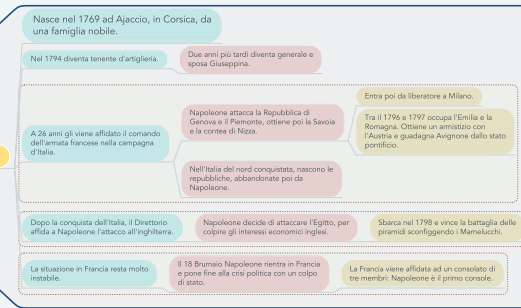 Nasce nel 1769 ad Ajaccio, in Corsica, da
una famiglia nobile.
Nel 1794 diventa tenente d'artiglieria.
Due anni più tardi diventa generale e
sposa Giuseppina.
A 26 anni gli viene affidato il comando
dell'armata francese nella campagna
d'Italia.
Napoleone attacca la Repubblica di
Genova e il Piemonte, ottiene poi la Savoia
e la contea di Nizza.
Entra poi da liberatore a Milano.
Tra il 1796 e 1797 occupa l'Emilia e la
Romagna. Ottiene un armistizio con
l'Austria e guadagna Avignone dallo stato
pontificio.
Nell'Italia del nord conquistata, nascono le
repubbliche, abbandonate poi da
Napoleone.
Dopo la conquista dell'Italia, il Direttorio
affida a Napoleone l'attacco all'inghilterra.
Napoleone decide di attaccare l'Egitto, per
colpire gli interessi economici inglesi.
Sbarca nel 1798 e vince la battaglia delle
piramidi sconfiggendo i Mamelucchi.
La situazione in Francia resta molto
instabile.
Il 18 Brumaio Napoleone rientra in Francia
e pone fine alla crisi politica con un colpo
di stato.
La Francia viene affidata ad un consolato di
tre membri: Napoleone è il primo console.